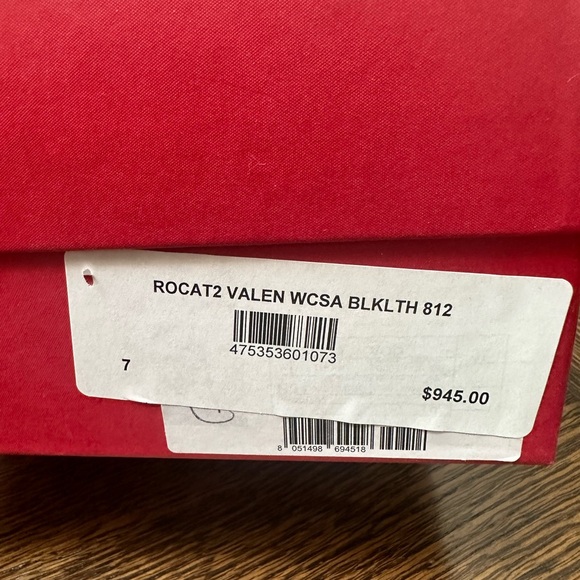 ROCAT2 VALEN WCSA BLKLTH 812
475353601073
7
$945.00
8 051498 694518